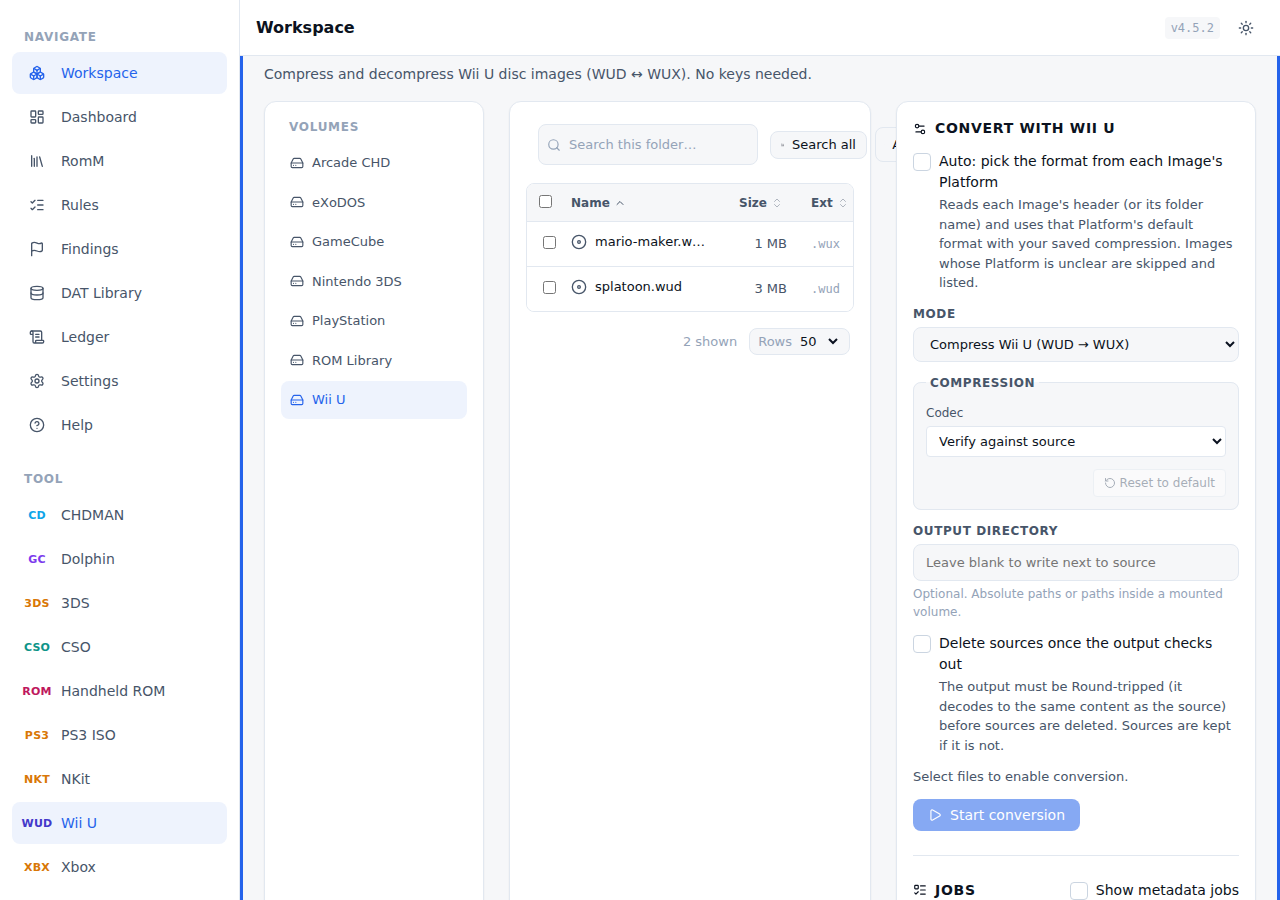 NAVIGATE
Workspace
Dashboard
RomM
Rules
Findings
DAT Library
Ledger
Settings
Help
TOOL
CD CHDMAN
GC Dolphin
3DS 3DS
CSO CSO
ROM Handheld ROM
PS3 PS3 ISO
NKT NKit
WUD Wii U
XBX Xbox
Workspace
v4.5.2
Compress and decompress Wii U disc images (WUD ↔ WUX). No keys needed.
VOLUMES
Arcade CHD
eXoDOS
GameCube
Nintendo 3DS
PlayStation
ROM Library
Wii U
Search this folder…
Search all
Name Size Ext
mario-maker.w… 1 MB .wux
splatoon.wud 3 MB .wud
2 shown Rows 50
CONVERT WITH WII U
Auto: pick the format from each Image's
Platform
Reads each Image's header (or its folder
name) and uses that Platform's default
format with your saved compression. Images
whose Platform is unclear are skipped and
listed.
MODE
Compress Wii U (WUD → WUX)
COMPRESSION
Codec
Verify against source
Reset to default
OUTPUT DIRECTORY
Leave blank to write next to source
Optional. Absolute paths or paths inside a mounted
volume.
Delete sources once the output checks
out
The output must be Round-tripped (it
decodes to the same content as the source)
before sources are deleted. Sources are kept
if it is not.
Select files to enable conversion.
Start conversion
JOBS
Show metadata jobs